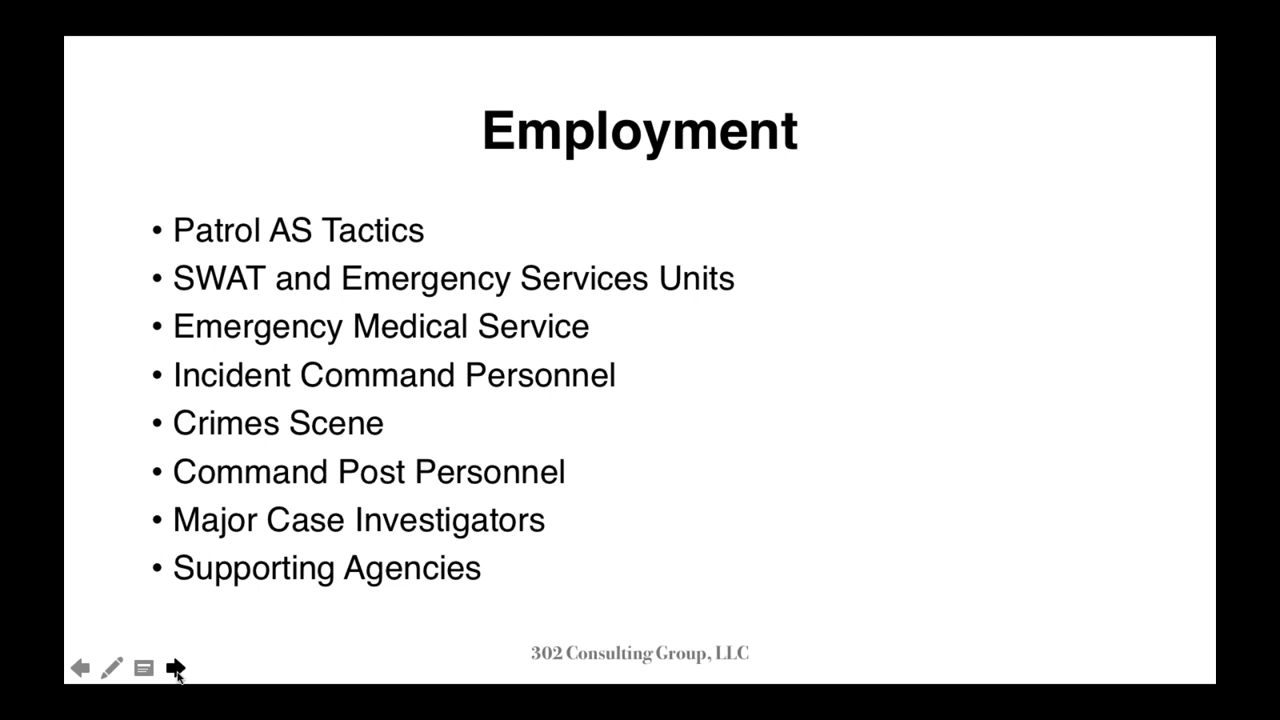 Employment
• Patrol AS Tactics
• SWAT and Emergency Services Units
• Emergency Medical Service
• Incident Command Personnel
• Crimes Scene
• Command Post Personnel
• Major Case Investigators
• Supporting Agencies
302 Consulting Group, LLC